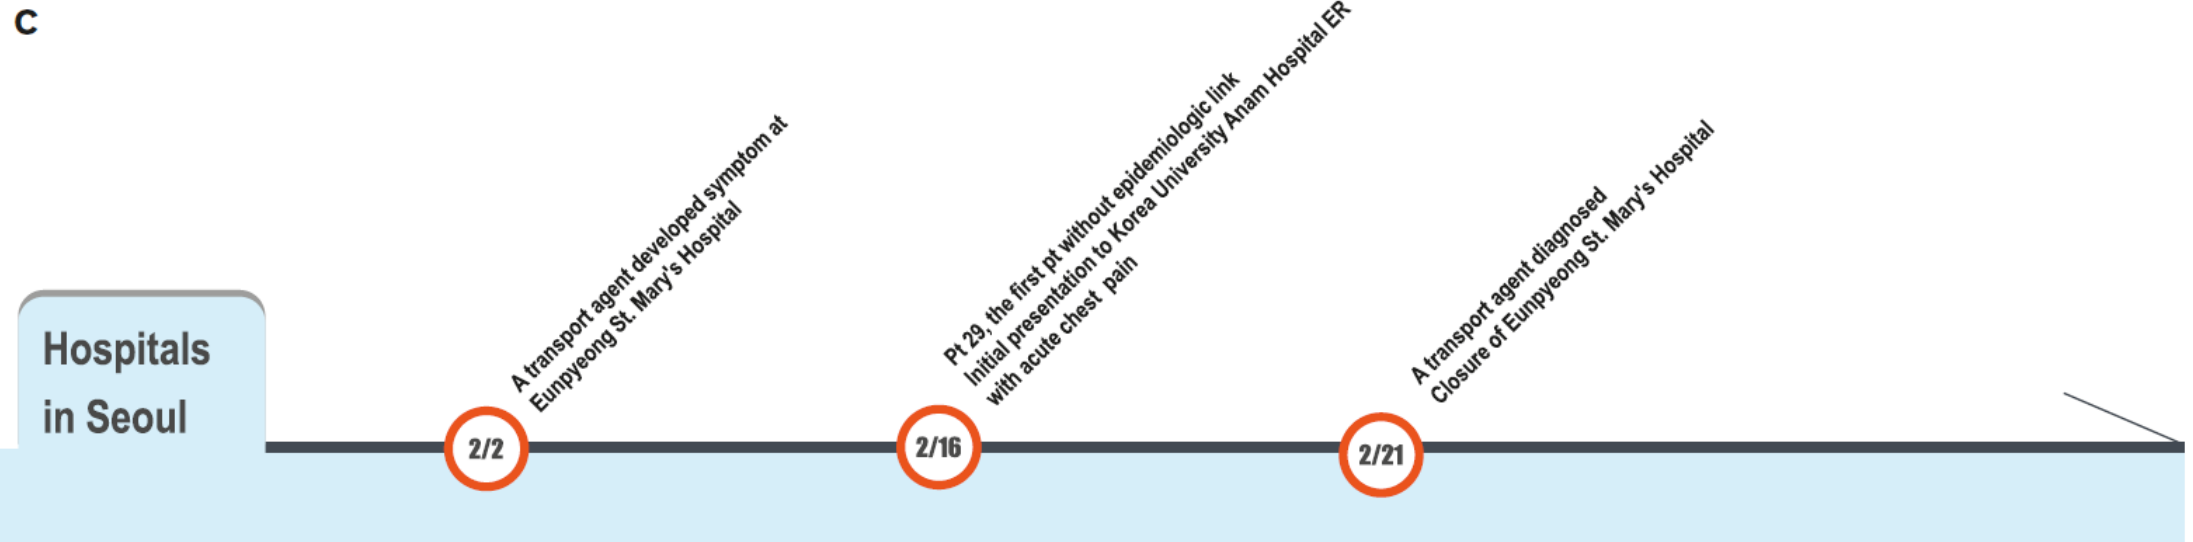 C
Hospitals
in Seoul
2/2
A transport agent developed symptom at
Eunpyeong St. Mary's Hospital
2/16
Pt 29, the first pt without epidemiologic link
Initial presentation to Korea University Anam Hospital ER
with acute chest pain
2/21
A transport agent diagnosed
Closure of Eunpyeong St. Mary's Hospital